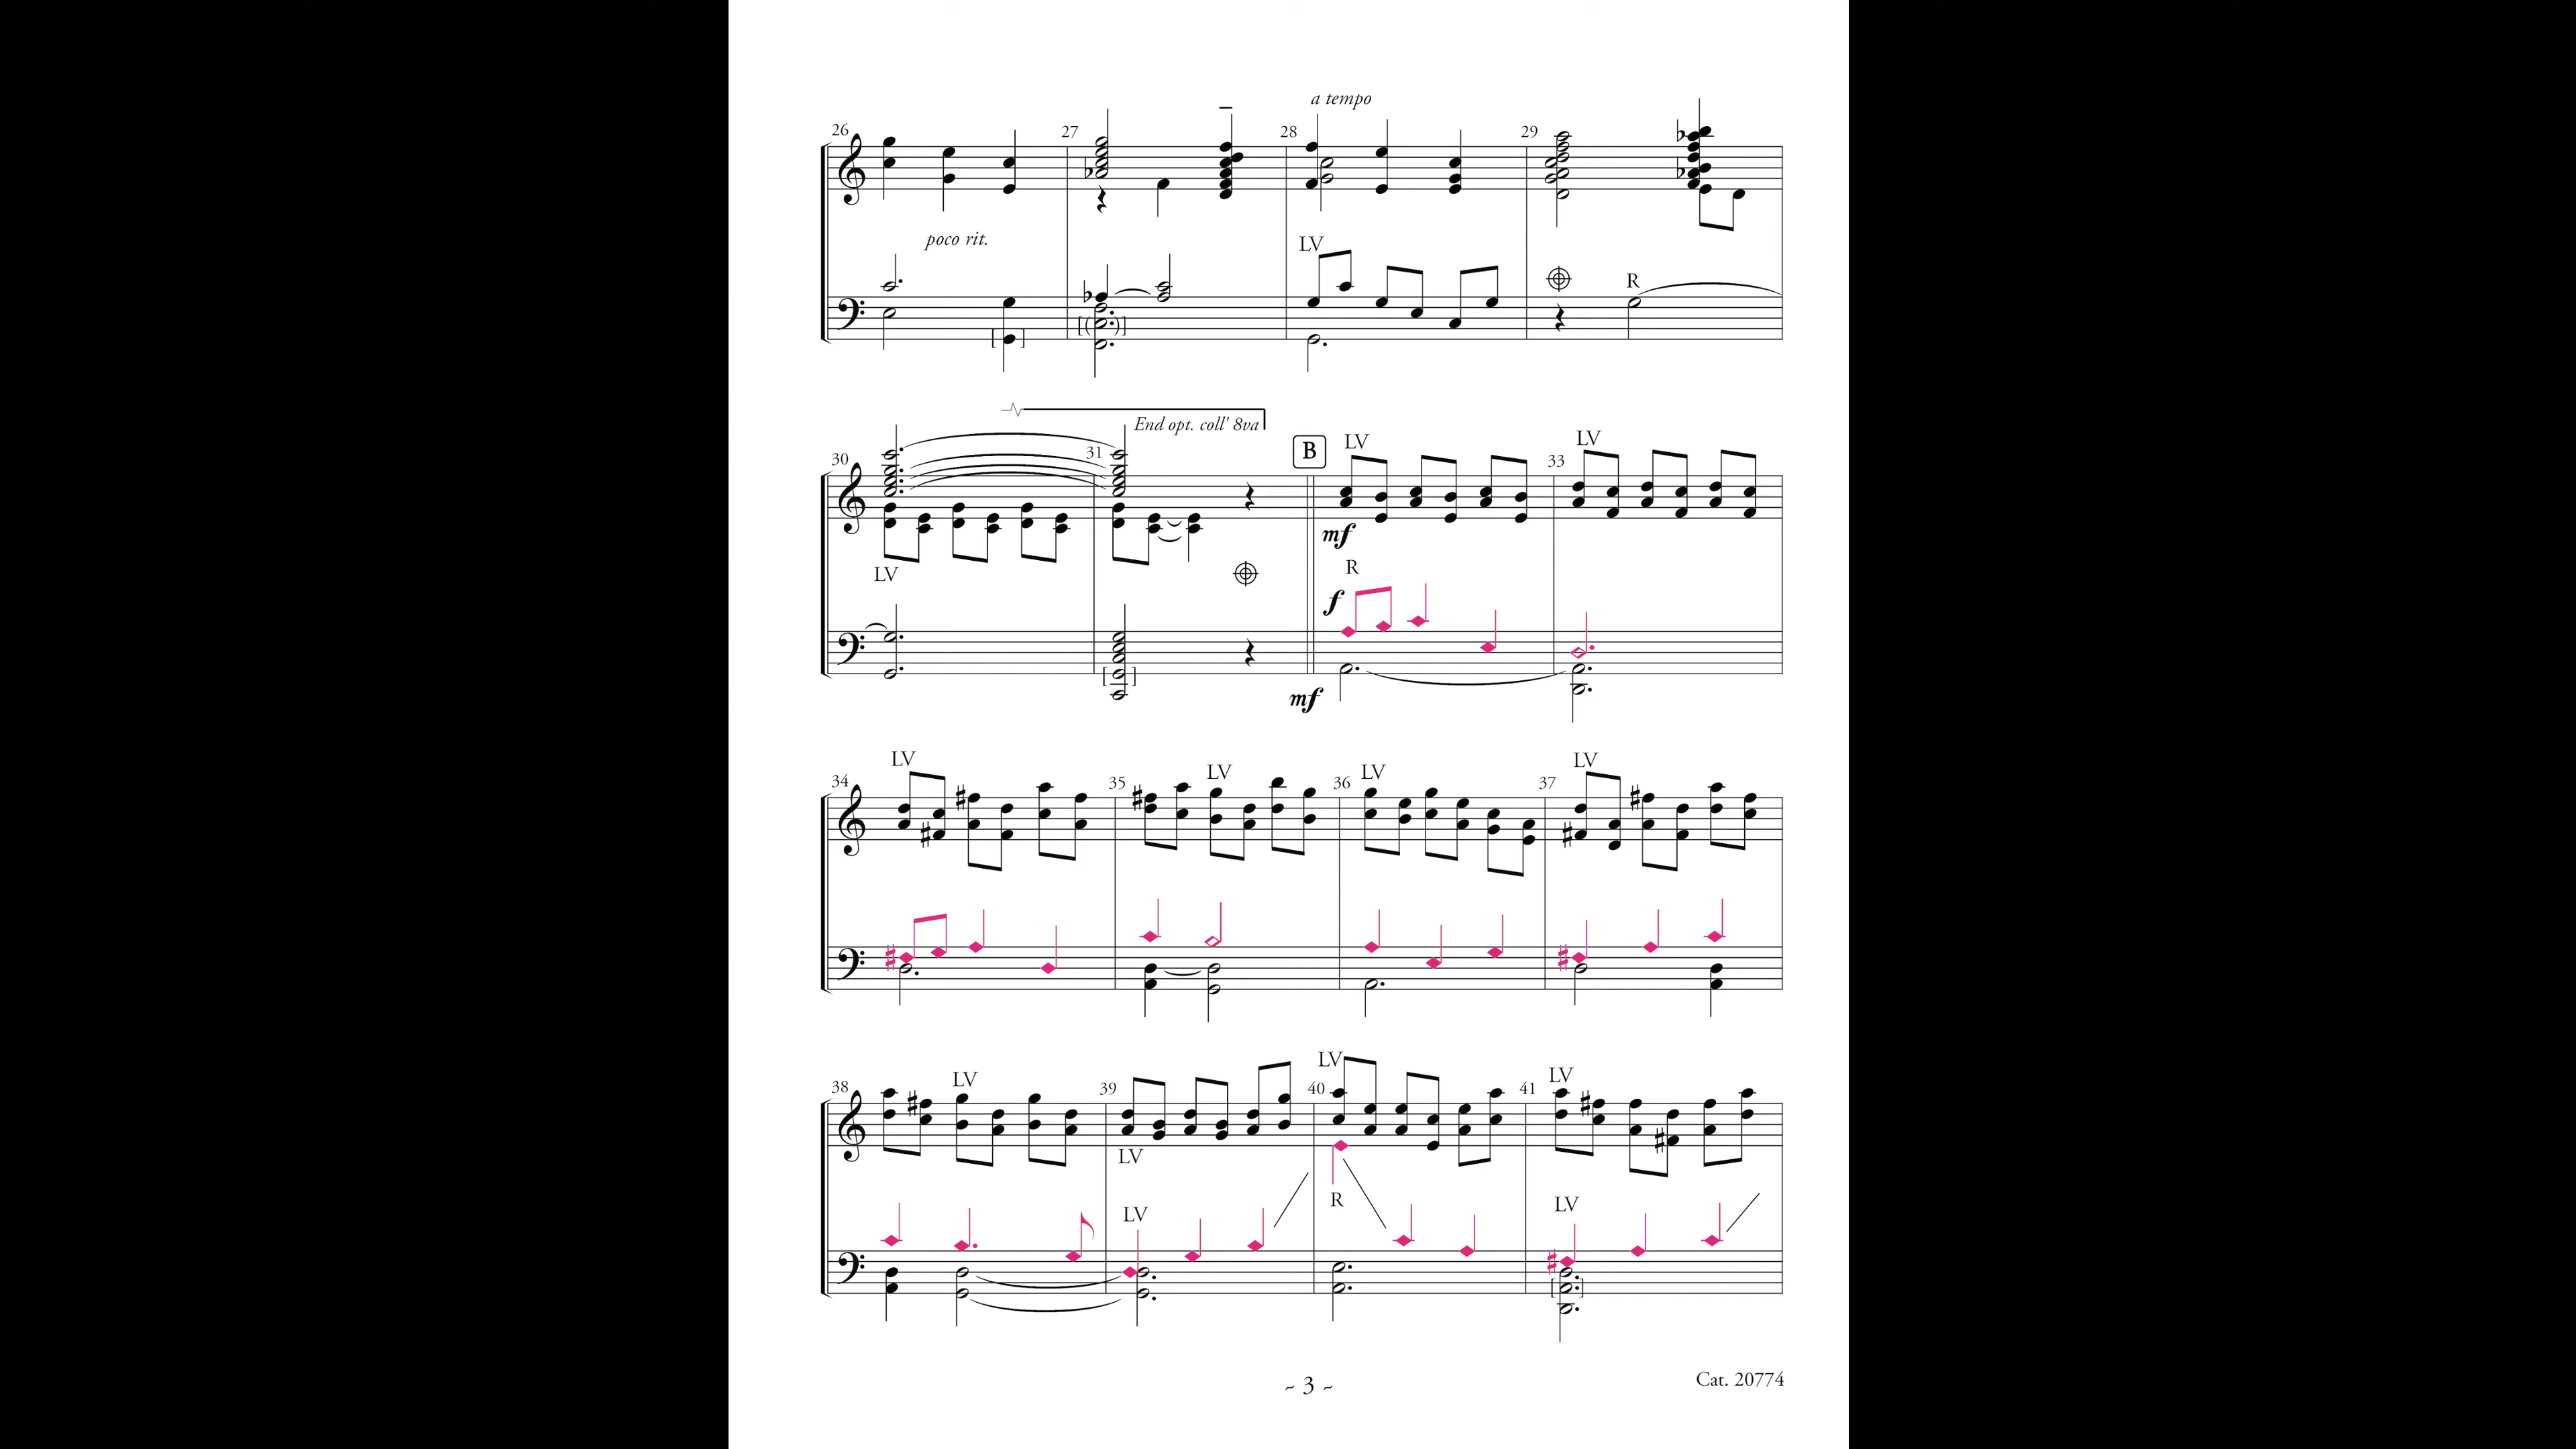 a tempo
26 27 28 29
poco rit.
LV
R
[ ] [( )]
End opt. coll' 8va
B LV LV
30 31 33
mf
LV R
f
mf
LV LV LV LV
34 35 36 37
LV LV LV
38 39 40 41
LV R
LV LV
[ ]
~ 3 ~
Cat. 20774